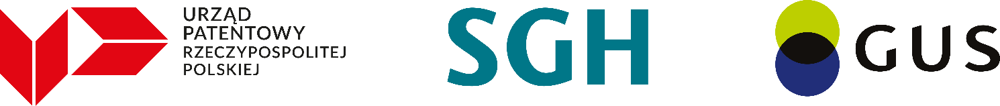 URZĄD
PATENTOWY
RZECZYPOSPOLITEJ
POLSKIEJ
SGH
GUS